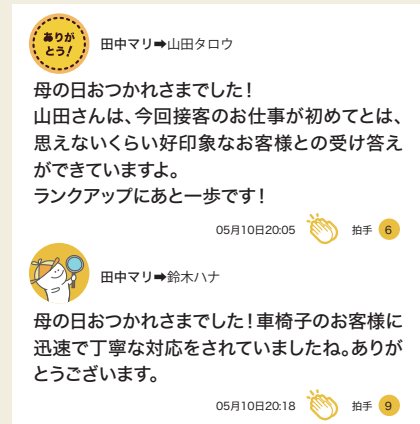 ありが
とう!
田中マリ➡山田タロウ
母の日おつかれさまでした!
山田さんは、今回接客のお仕事が初めてとは、
思えないくらい好印象なお客様との受け答え
ができていますよ。
ランクアップにあと一歩です!
05月10日20:05 拍手 6
田中マリ➡鈴木ハナ
母の日おつかれさまでした!車椅子のお客様に
迅速で丁寧な対応をされていましたね。ありが
とうございます。
05月10日20:18 拍手 9